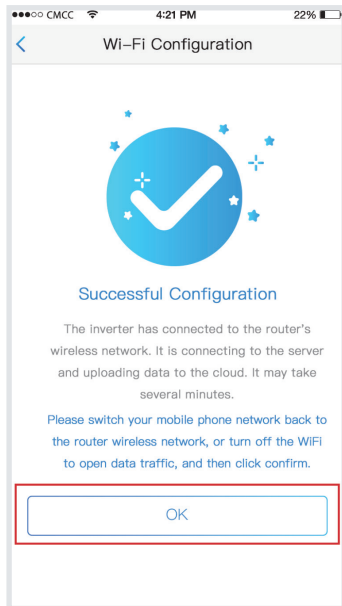 CMCC 4:21 PM 22%
Wi-Fi Configuration
Successful Configuration
The inverter has connected to the router's
wireless network. It is connecting to the server
and uploading data to the cloud. It may take
several minutes.
Please switch your mobile phone network back to
the router wireless network, or turn off the WiFi
to open data traffic, and then click confirm.
OK